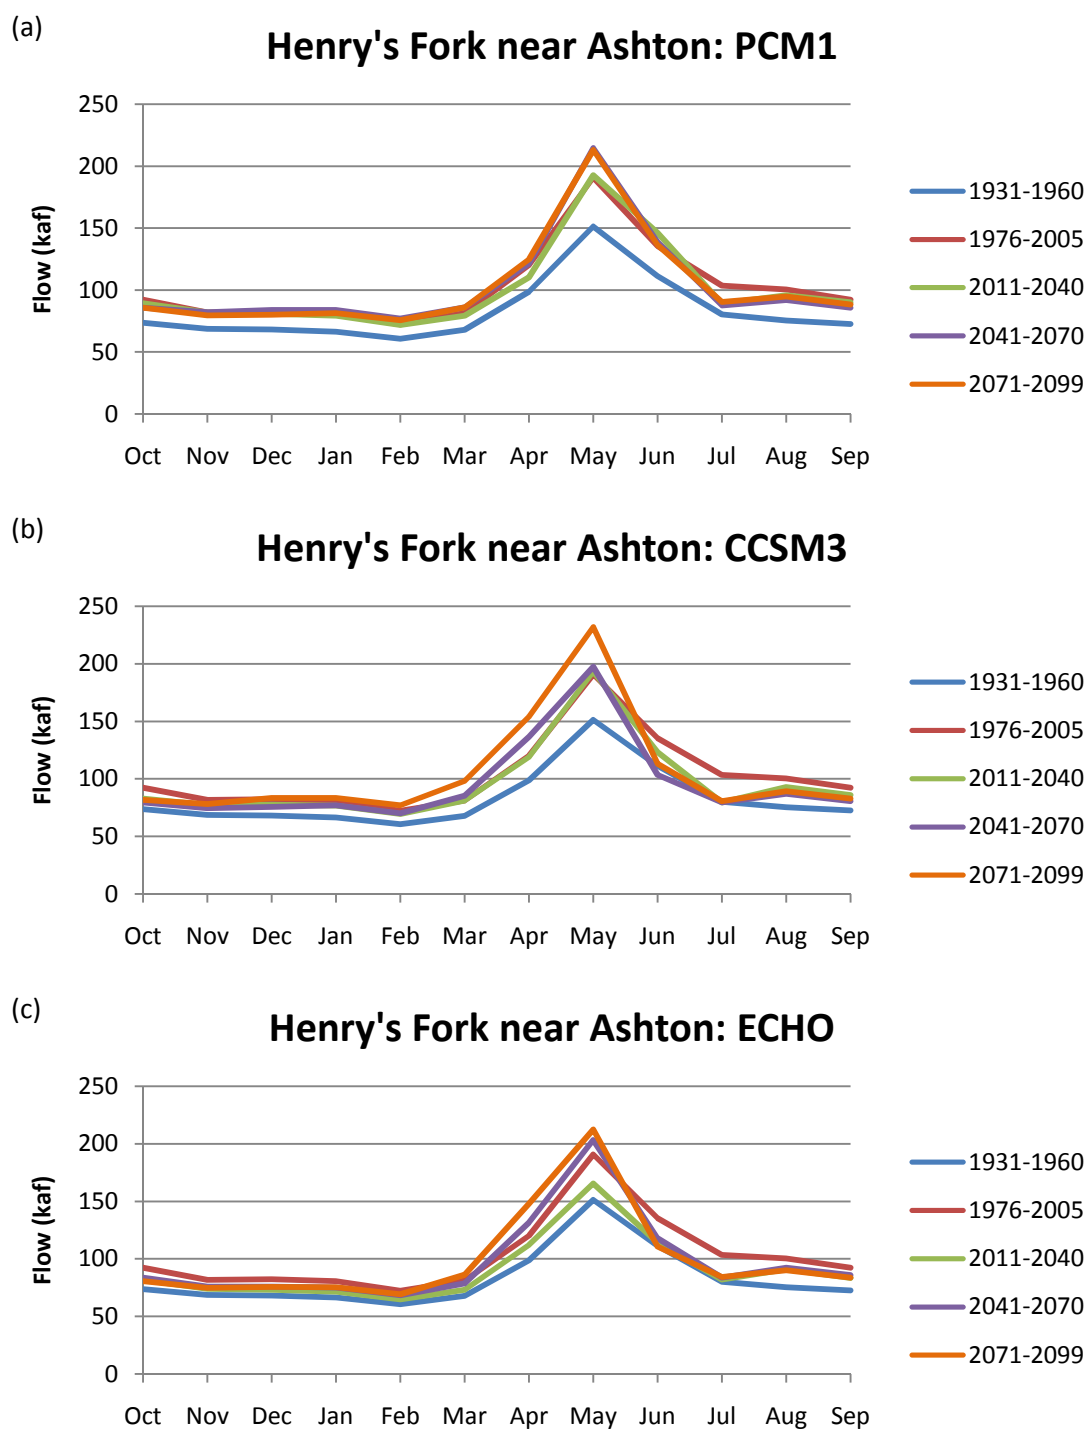 (a)
Henry's Fork near Ashton: PCM1
250
200
150
100
50
0
Flow (kaf)
Oct Nov Dec Jan Feb Mar Apr May Jun Jul Aug Sep
1931-1960
1976-2005
2011-2040
2041-2070
2071-2099
(b)
Henry's Fork near Ashton: CCSM3
250
200
150
100
50
0
Flow (kaf)
Oct Nov Dec Jan Feb Mar Apr May Jun Jul Aug Sep
1931-1960
1976-2005
2011-2040
2041-2070
2071-2099
(c)
Henry's Fork near Ashton: ECHO
250
200
150
100
50
0
Flow (kaf)
Oct Nov Dec Jan Feb Mar Apr May Jun Jul Aug Sep
1931-1960
1976-2005
2011-2040
2041-2070
2071-2099